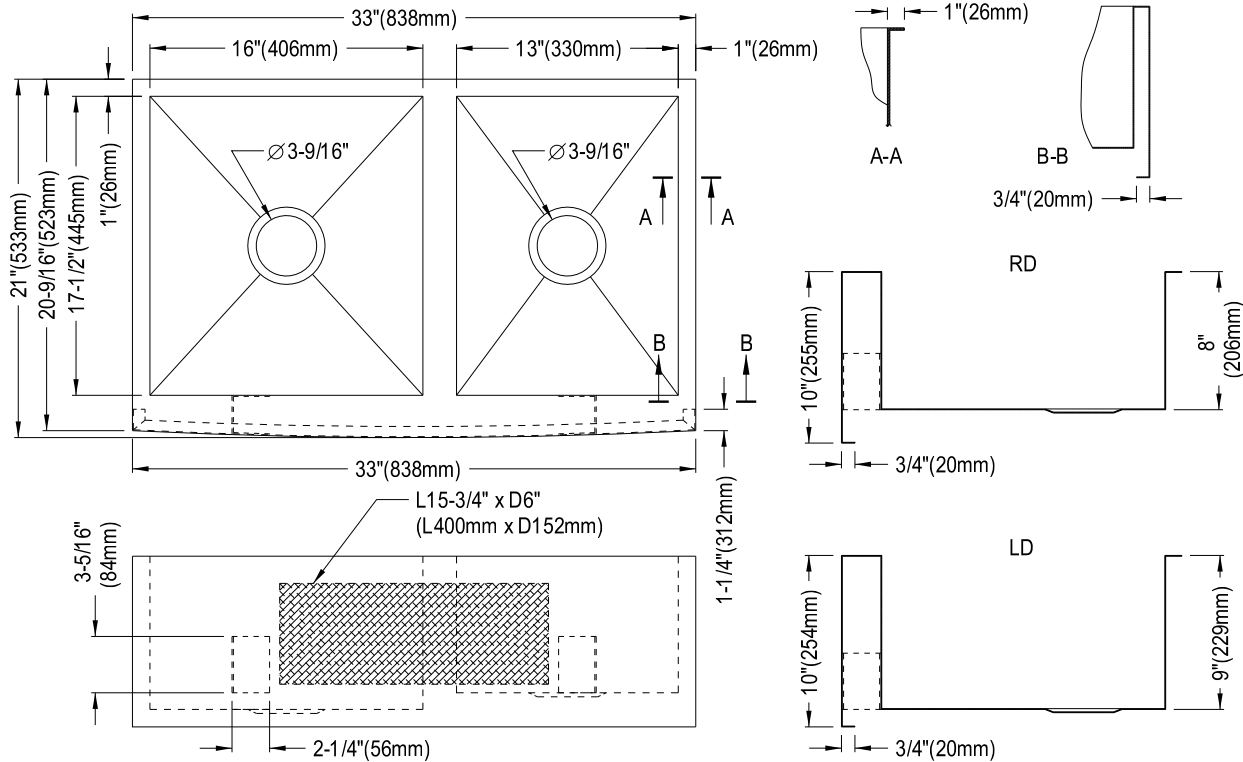 33"(838mm)
16"(406mm)
13"(330mm)
1"(26mm)
1"(26mm)
Ø 3-9/16"
Ø 3-9/16"
A
A
B
B
21"(533mm)
20-9/16"(523mm)
17-1/2"(445mm)
1"(26mm)
33"(838mm)
1-1/4"(312mm)
L15-3/4" x D6"
(L400mm x D152mm)
3-5/16"
(84mm)
2-1/4"(56mm)
A-A
B-B
3/4"(20mm)
RD
10"(255mm)
8"
(206mm)
3/4"(20mm)
LD
10"(254mm)
9"(229mm)
3/4"(20mm)